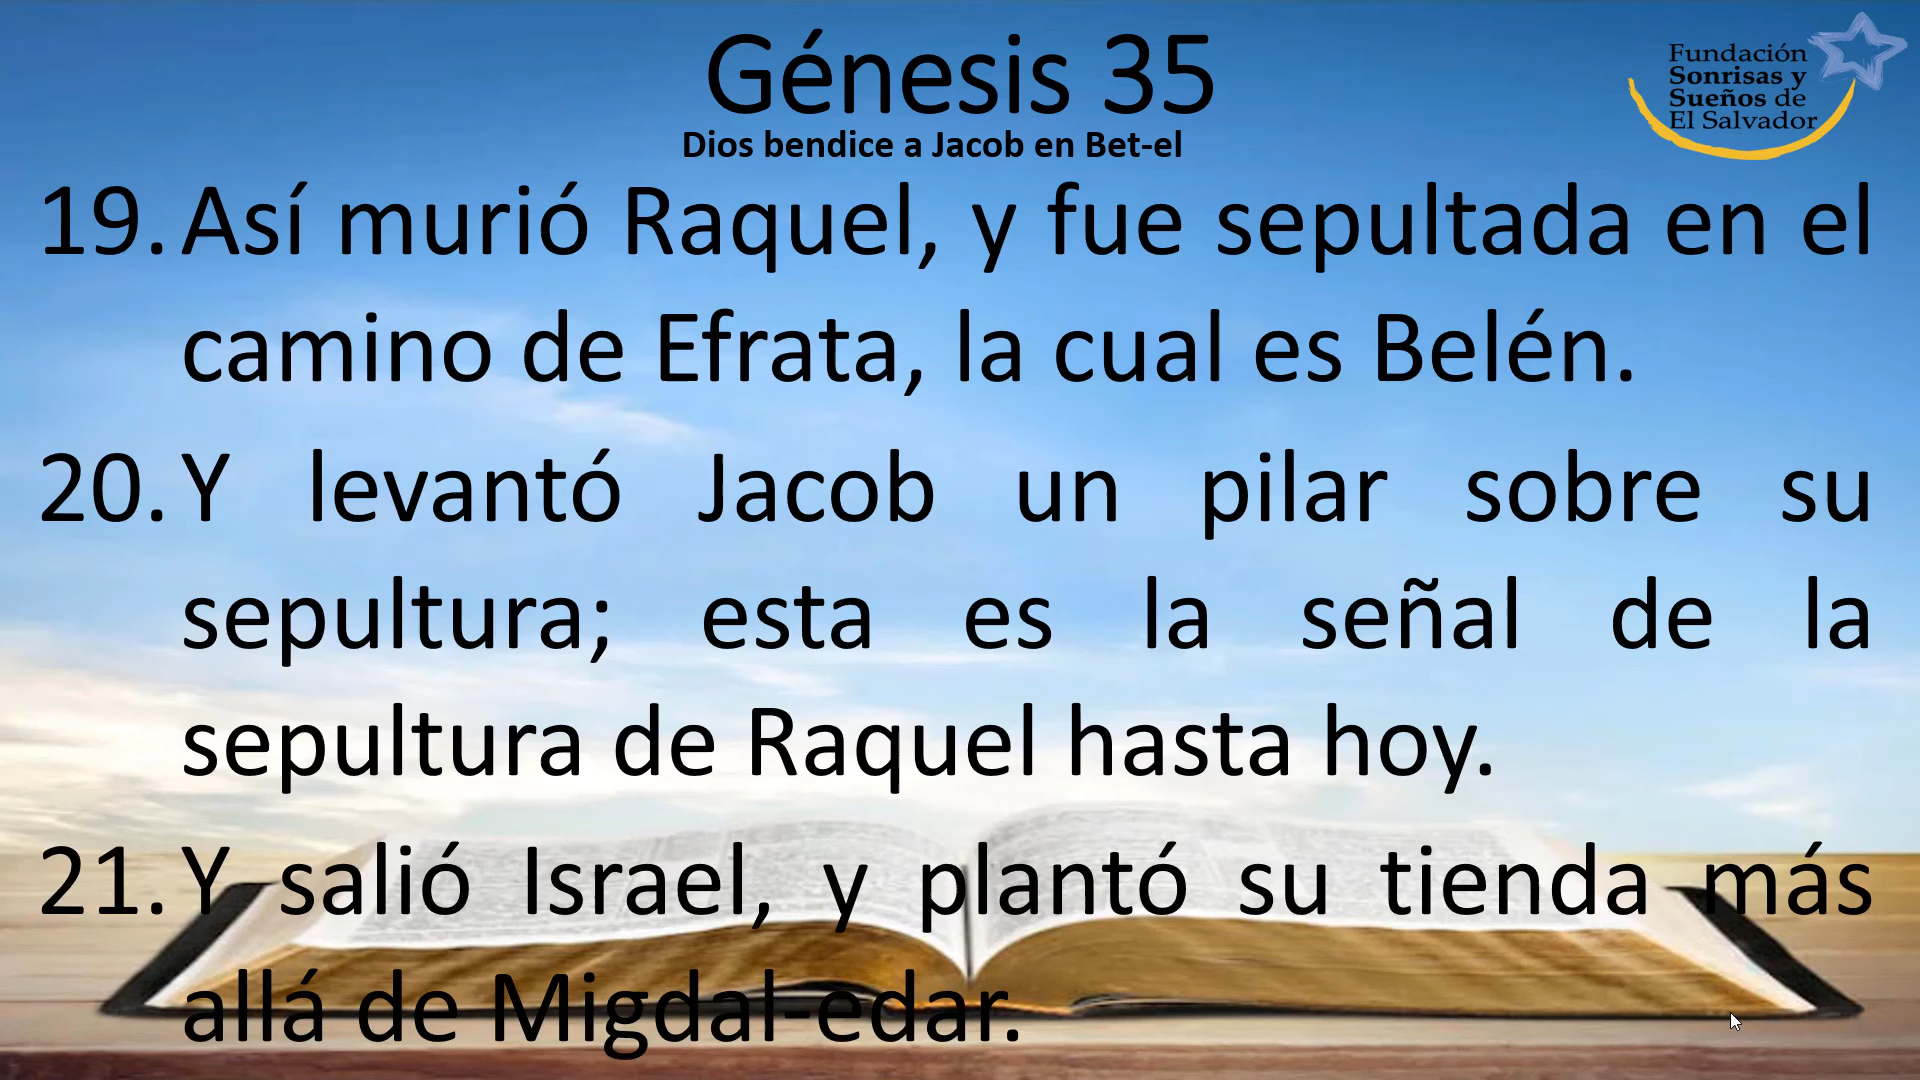 Génesis 35
Dios bendice a Jacob en Bet-el
Fundación
Sonrisas y
Sueños de
El Salvador
19. Así murió Raquel, y fue sepultada en el
camino de Efrata, la cual es Belén.
20. Y levantó Jacob un pilar sobre su
sepultura; esta es la señal de la
sepultura de Raquel hasta hoy.
21. Y salió Israel, y plantó su tienda más
allá de Migdal-edar.